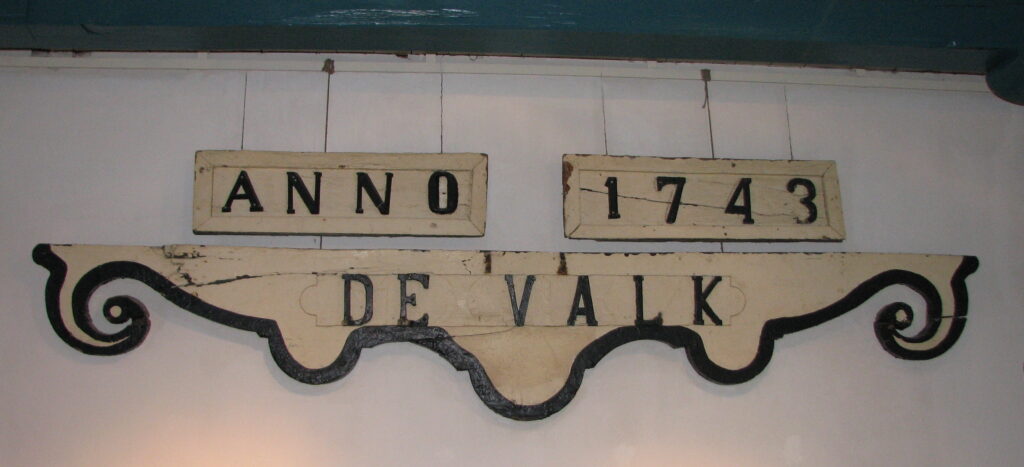 ANNO 1743
DE VALK